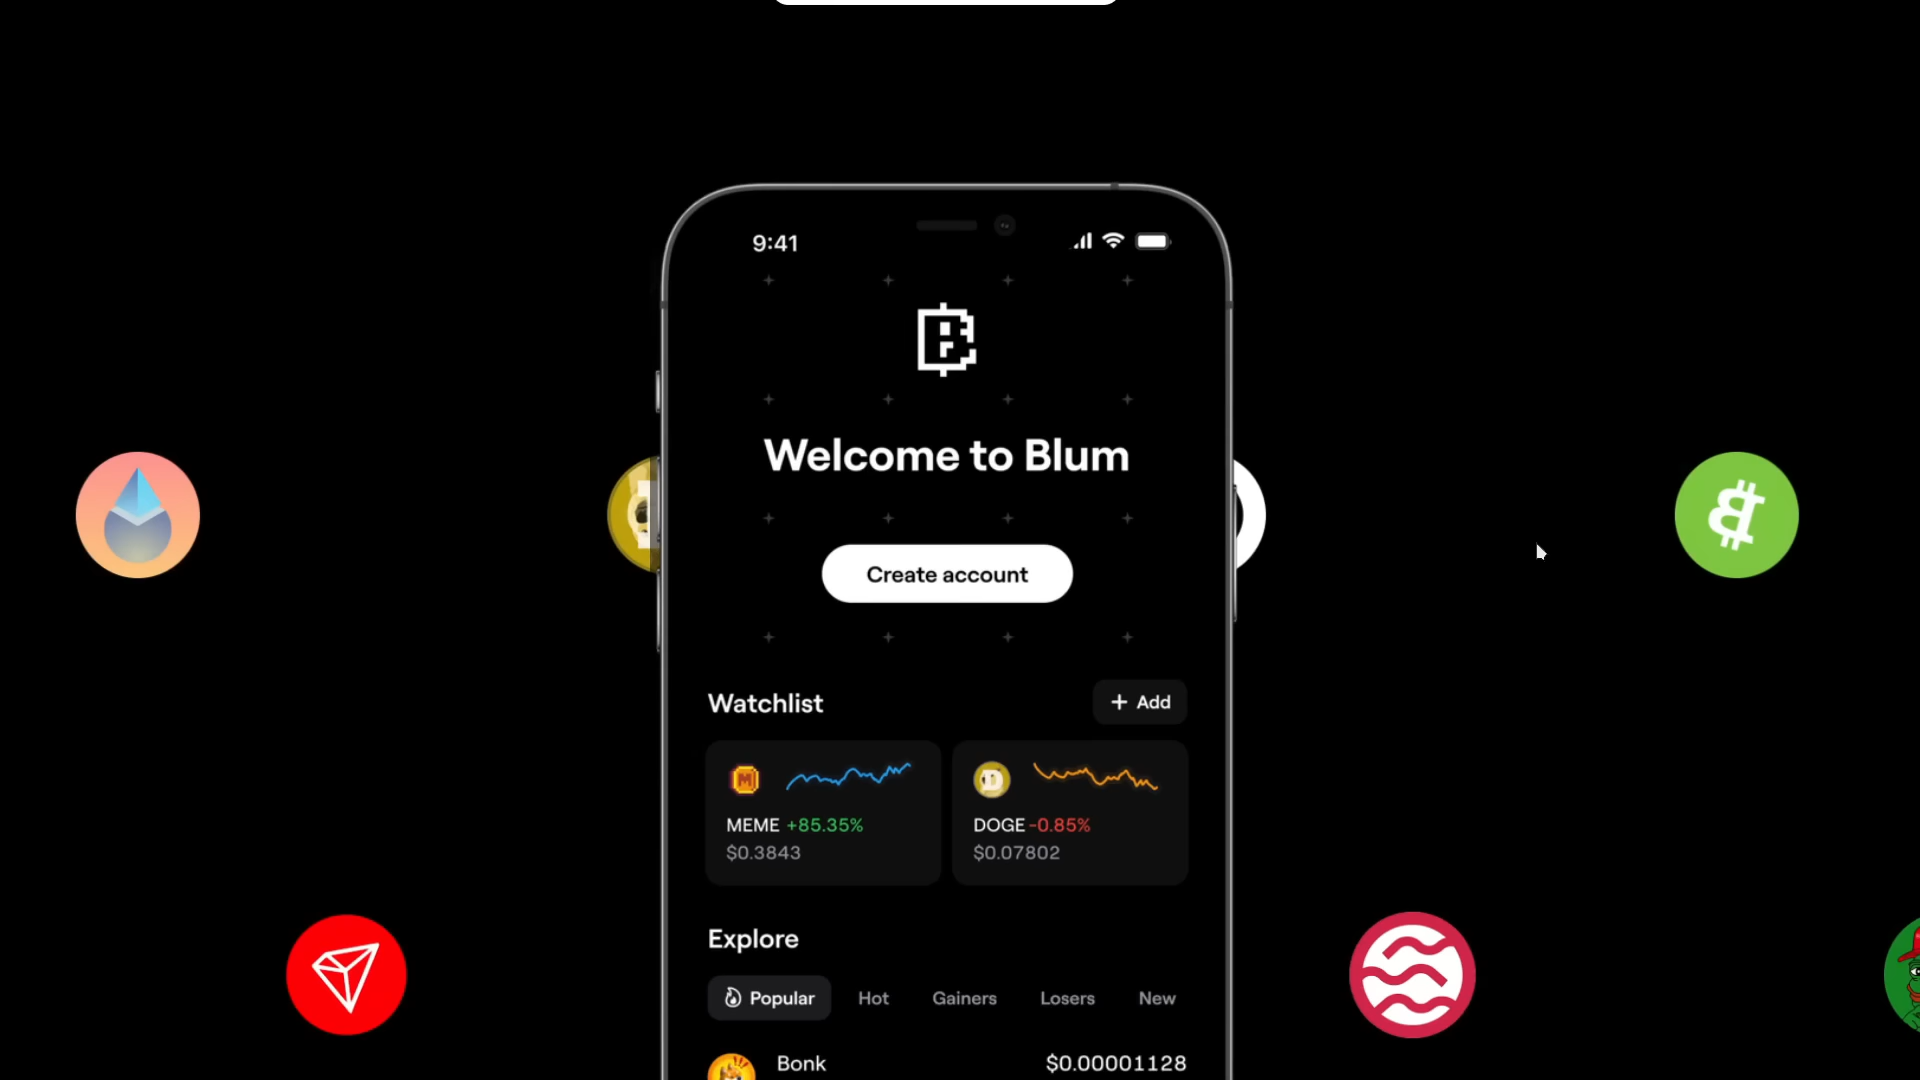 9:41
Welcome to Blum
Create account
Watchlist
+ Add
MEME +85.35%
$0.3843
DOGE -0.85%
$0.07802
Explore
Popular Hot Gainers Losers New
Bonk $0.00001128